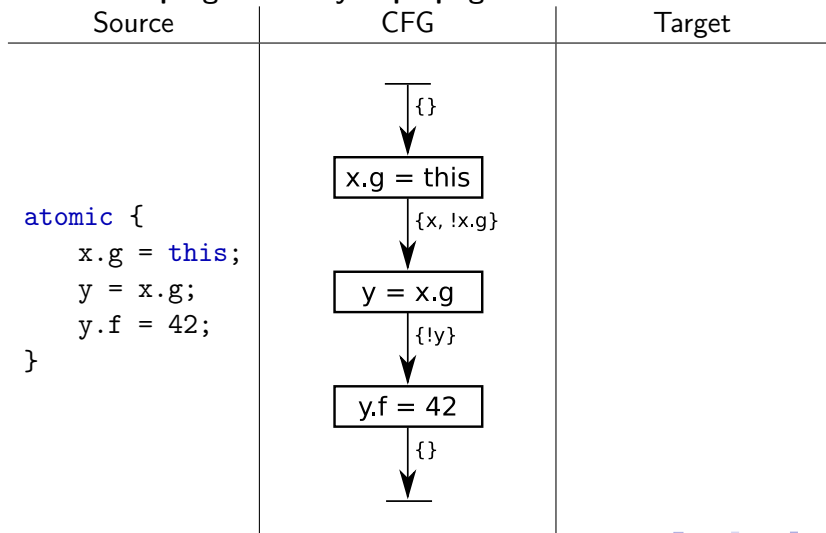 Source CFG Target
{}
x.g = this
{x, !x.g}
y = x.g
{!y}
y.f = 42
{}
atomic {
x.g = this;
y = x.g;
y.f = 42;
}